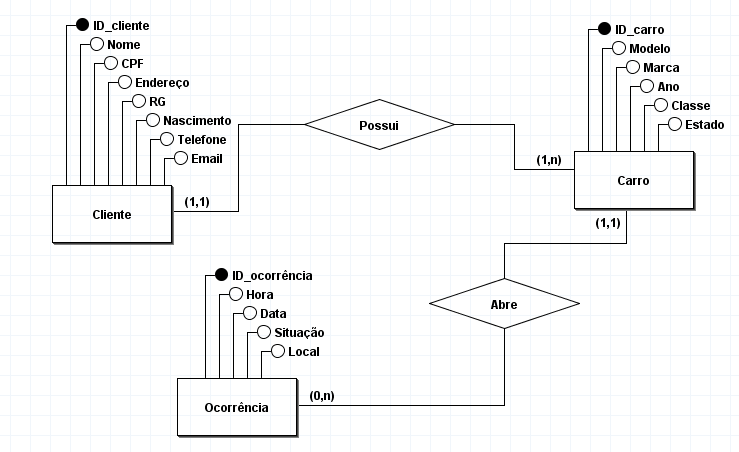 ID_cliente
Nome
CPF
Endereço
RG
Nascimento
Telefone
Email
Cliente
(1,1)
Possui
(1,n)
ID_carro
Modelo
Marca
Ano
Classe
Estado
Carro
(1,1)
Abre
(0,n)
ID_ocorrência
Hora
Data
Situação
Local
Ocorrência